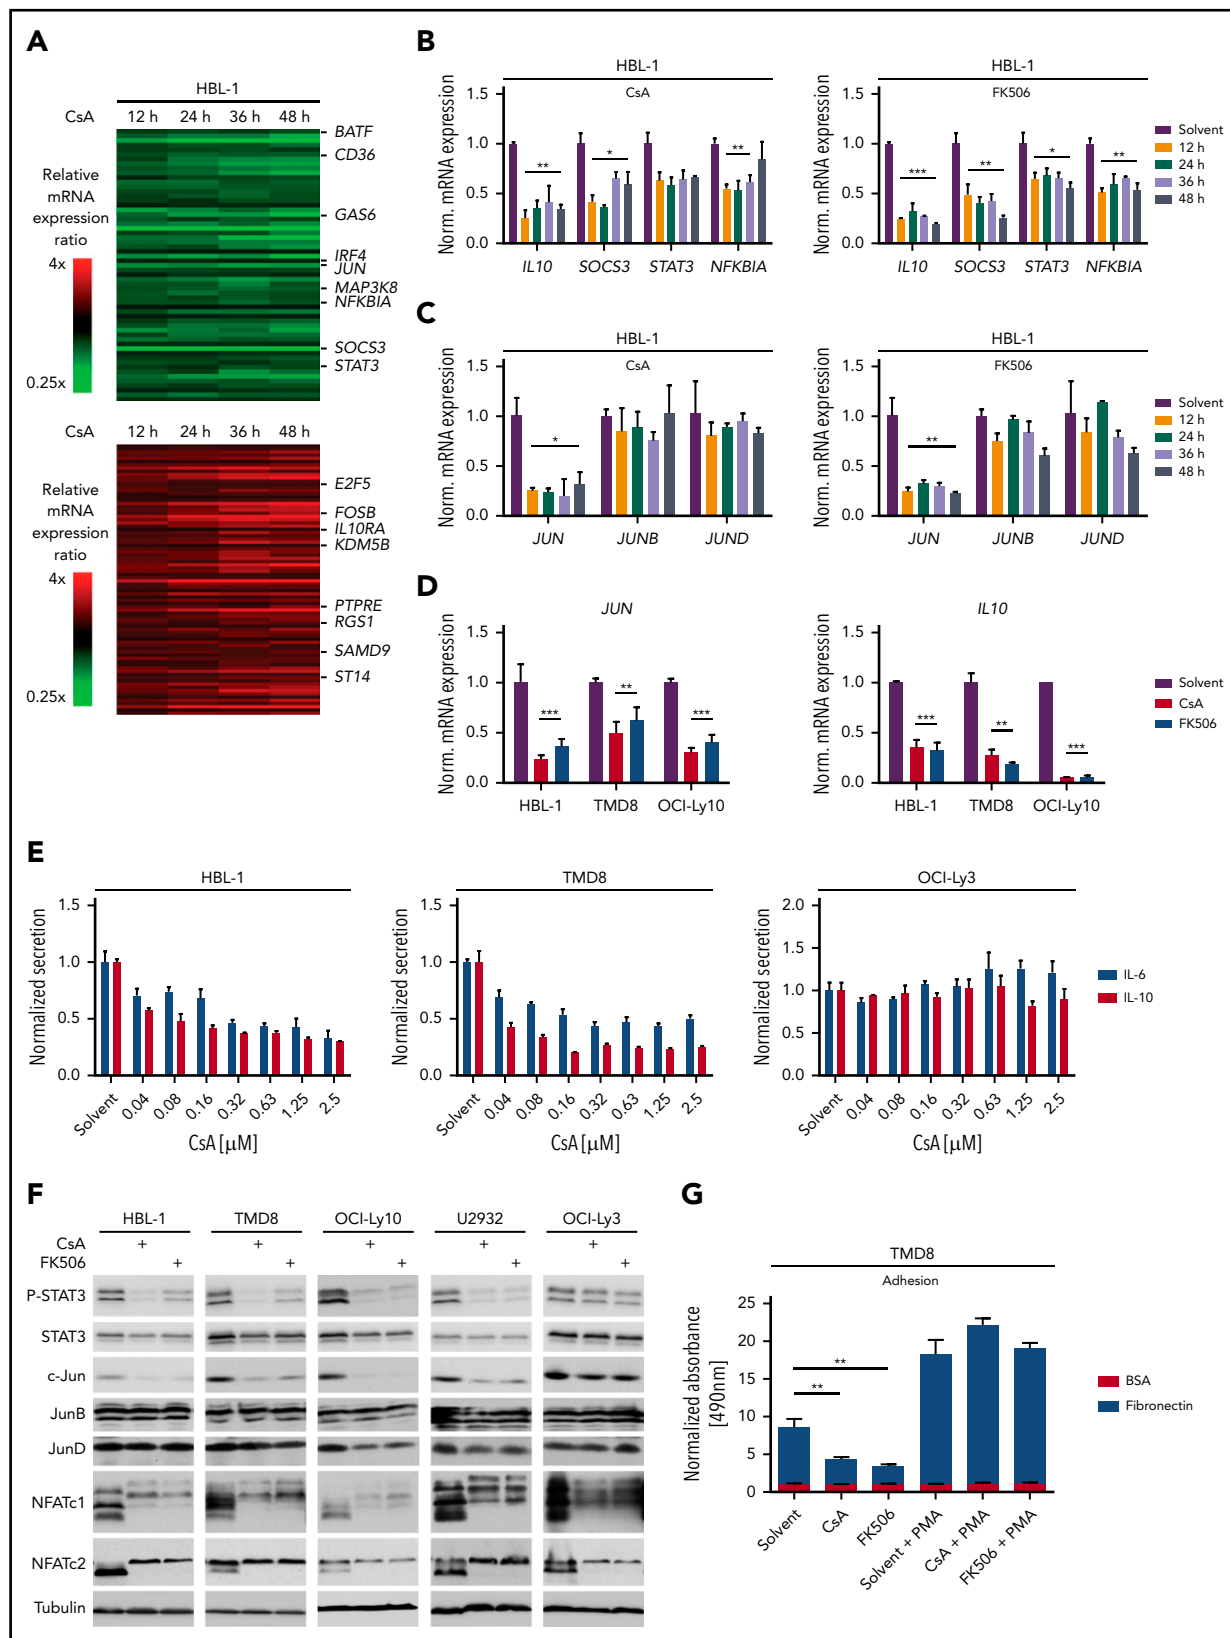 A
HBL-1
CsA 12 h 24 h 36 h 48 h
Relative
mRNA
expression
ratio
4x
0.25x
BATF
CD36
GAS6
IRF4
JUN
MAP3K8
NFKBIA
SOCS3
STAT3
CsA 12 h 24 h 36 h 48 h
Relative
mRNA
expression
ratio
4x
0.25x
E2F5
FOSB
IL10RA
KDM5B
PTPRE
RGS1
SAMD9
ST14
B
HBL-1
CsA
Norm. mRNA expression
1.5
1.0
0.5
0.0
** * **
IL10 SOCS3 STAT3 NFKBIA
HBL-1
FK506
Norm. mRNA expression
1.5
1.0
0.5
0.0
*** ** * **
IL10 SOCS3 STAT3 NFKBIA
Solvent
12 h
24 h
36 h
48 h
C
HBL-1
CsA
Norm. mRNA expression
1.5
1.0
0.5
0.0
*
JUN JUNB JUND
HBL-1
FK506
Norm. mRNA expression
1.5
1.0
0.5
0.0
**
JUN JUNB JUND
Solvent
12 h
24 h
36 h
48 h
D
JUN
Norm. mRNA expression
1.5
1.0
0.5
0.0
*** ** ***
HBL-1 TMD8 OCI-Ly10
IL10
Norm. mRNA expression
1.5
1.0
0.5
0.0
*** ** ***
HBL-1 TMD8 OCI-Ly10
Solvent
CsA
FK506
E
HBL-1
Normalized secretion
1.5
1.0
0.5
0.0
Solvent 0.04 0.08 0.16 0.32 0.63 1.25 2.5
CsA [µM]
TMD8
Normalized secretion
1.5
1.0
0.5
0.0
Solvent 0.04 0.08 0.16 0.32 0.63 1.25 2.5
CsA [µM]
OCI-Ly3
Normalized secretion
2.0
1.5
1.0
0.5
0.0
Solvent 0.04 0.08 0.16 0.32 0.63 1.25 2.5
CsA [µM]
IL-6
IL-10
F
HBL-1 TMD8 OCI-Ly10 U2932 OCI-Ly3
CsA + + + + +
FK506 + + + + +
P-STAT3
STAT3
c-Jun
JunB
JunD
NFATc1
NFATc2
Tubulin
G
TMD8
Adhesion
Normalized absorbance
[490nm]
25
20
15
10
5
0
**
**
Solvent CsA FK506 Solvent + PMA CsA + PMA FK506 + PMA
BSA
Fibronectin